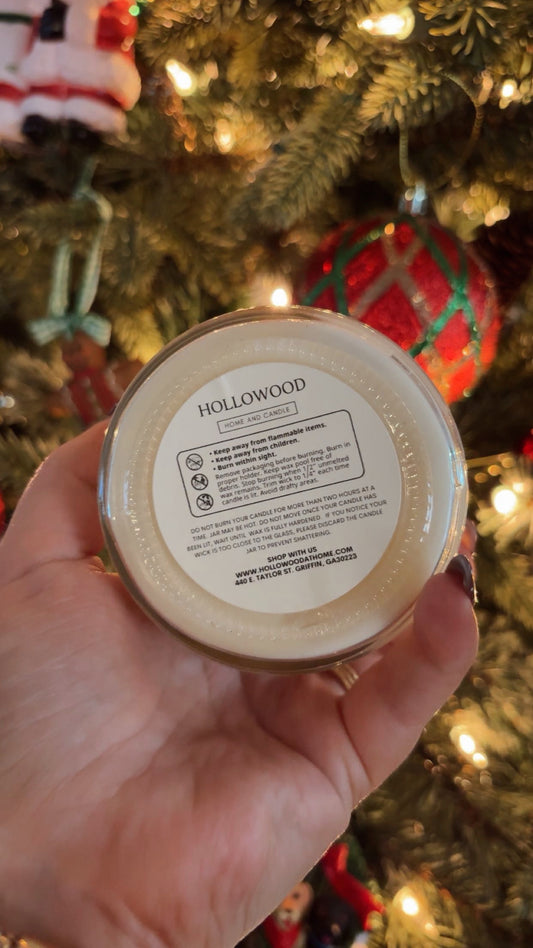 HOLLOWOOD
HOME AND CANDLE
• Keep away from flammable items.
• Keep away from children.
• Burn within sight.
Remove packaging before burning. Burn in
proper holder. Keep wax pool free of
debris. Stop burning when 1/2" unmelted
wax remains. Trim wick to 1/4" each time
candle is lit. Avoid drafty areas.
DO NOT BURN YOUR CANDLE FOR MORE THAN TWO HOURS AT A
TIME. JAR MAY BE HOT. DO NOT MOVE ONCE YOUR CANDLE HAS
BEEN LIT, WAIT UNTIL WAX IS FULLY HARDENED. IF YOU NOTICE YOUR
WICK IS TOO CLOSE TO THE GLASS, PLEASE DISCARD THE CANDLE
JAR TO PREVENT SHATTERING.
SHOP WITH US
WWW.HOLLOWOODATHOME.COM
440 E. TAYLOR ST. GRIFFIN, GA30223